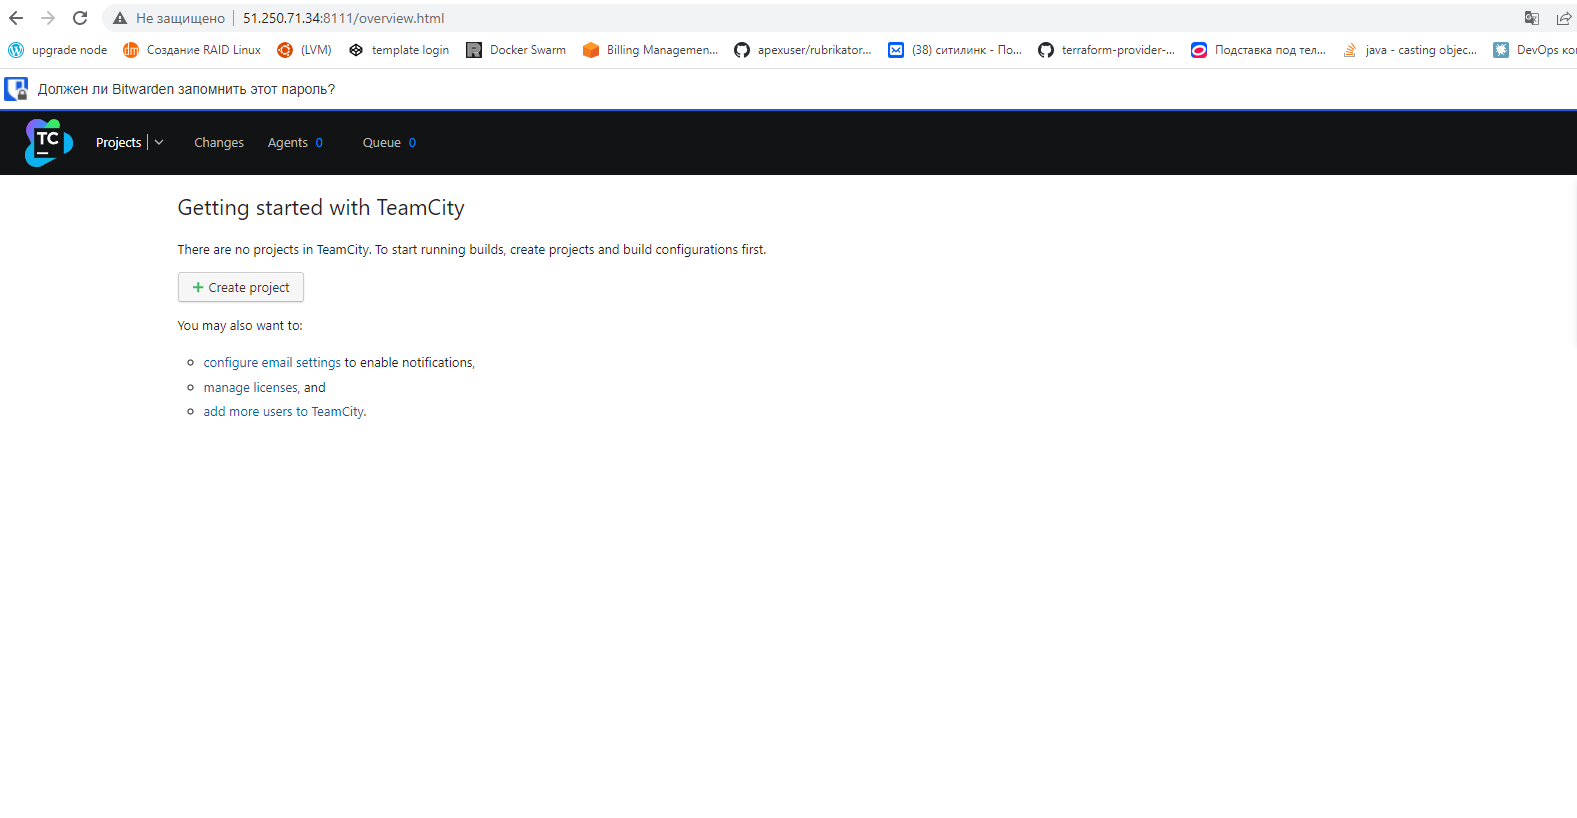 Не защищено 51.250.71.34:8111/overview.html
upgrade node dm Создание RAID Linux (LVM) template login R Docker Swarm Billing Managemen... apexuser/rubrikator... (38) ситилинк - По... terraform-provider-... Подставка под тел... java - casting objec... DevOps ко
Должен ли Bitwarden запомнить этот пароль?
TC Projects Changes Agents 0 Queue 0
Getting started with TeamCity
There are no projects in TeamCity. To start running builds, create projects and build configurations first.
+ Create project
You may also want to:
configure email settings to enable notifications,
manage licenses, and
add more users to TeamCity.